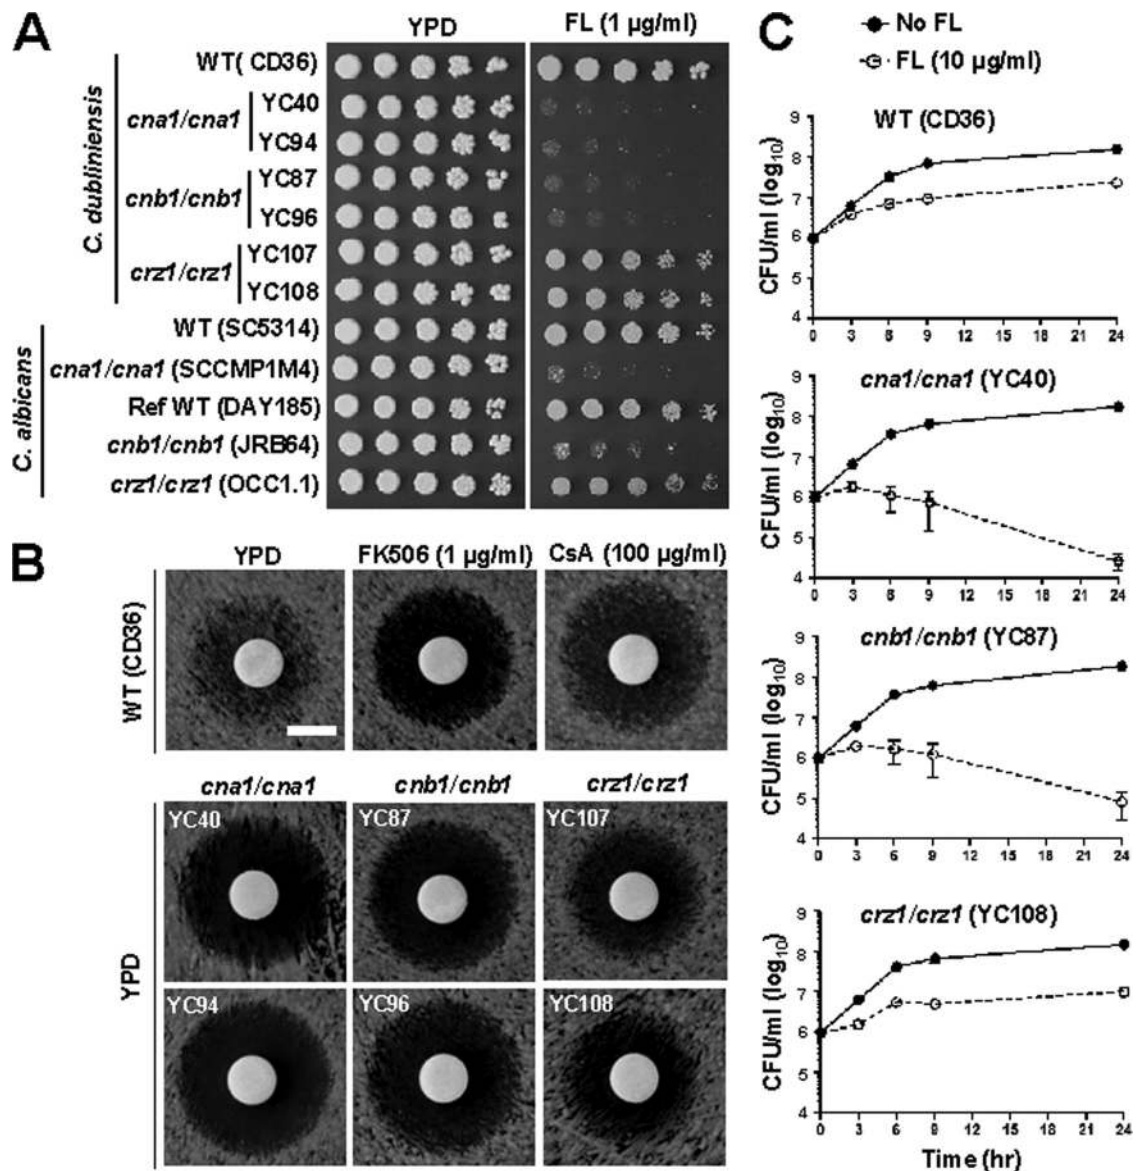 A
YPD
FL (1 µg/ml)
C. dubliniensis
WT( CD36)
cna1/cna1
YC40
YC94
cnb1/cnb1
YC87
YC96
crz1/crz1
YC107
YC108
C. albicans
WT (SC5314)
cna1/cna1 (SCCMP1M4)
Ref WT (DAY185)
cnb1/cnb1 (JRB64)
crz1/crz1 (OCC1.1)
B
YPD
FK506 (1 µg/ml)
CsA (100 µg/ml)
WT (CD36)
cna1/cna1
cnb1/cnb1
crz1/crz1
YPD
YC40
YC87
YC107
YC94
YC96
YC108
C
No FL
FL (10 µg/ml)
WT (CD36)
CFU/ml (log10)
9
8
7
6
5
4
0 3 6 9 12 15 18 21 24
cna1/cna1 (YC40)
CFU/ml (log10)
9
8
7
6
5
4
0 3 6 9 12 15 18 21 24
cnb1/cnb1 (YC87)
CFU/ml (log10)
9
8
7
6
5
4
0 3 6 9 12 15 18 21 24
crz1/crz1 (YC108)
CFU/ml (log10)
9
8
7
6
5
4
0 3 6 9 12 15 18 21 24
Time (hr)